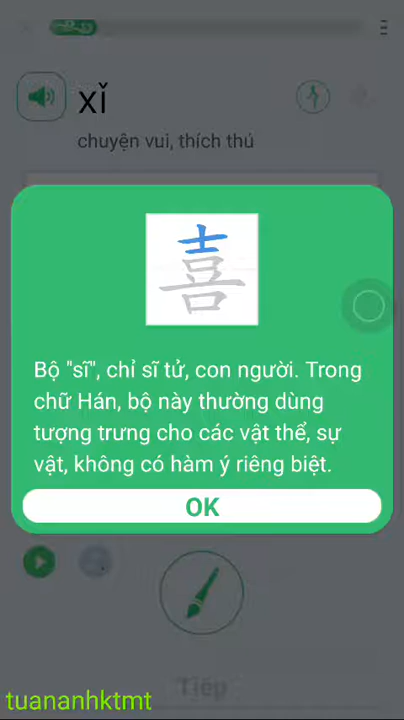 xǐ
chuyện vui, thích thú
喜
Bộ "sĩ", chỉ sĩ tử, con người. Trong
chữ Hán, bộ này thường dùng
tượng trưng cho các vật thể, sự
vật, không có hàm ý riêng biệt.
OK
Tiếp
tuananhktmt